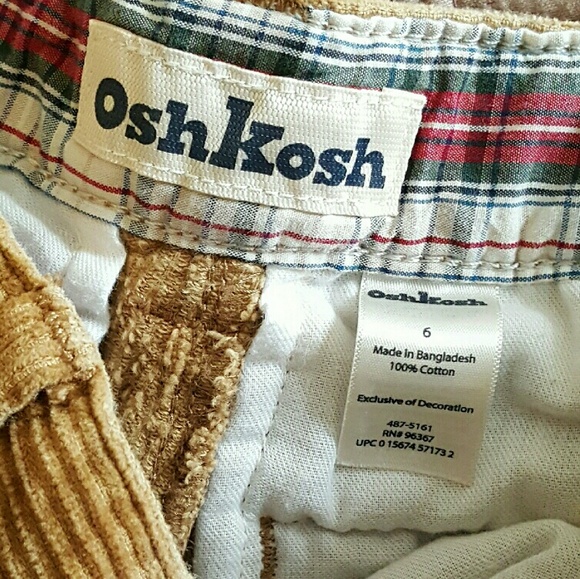 OshKosh
OshKosh
6
Made in Bangladesh
100% Cotton
Exclusive of Decoration
487-5161
RN# 96367
UPC 0 15674 57173 2